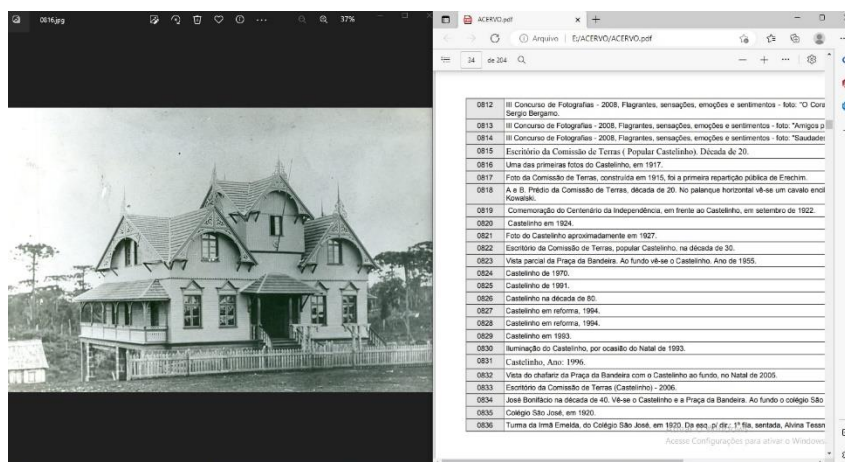 0816.jpg
37%
ACERVO.pdf
Arquivo | E:/ACERVO/ACERVO.pdf
34 de 204
0812 III Concurso de Fotografias - 2008, Flagrantes, sensações, emoções e sentimentos - foto: "O Cora
Sergio Bergamo.
0813 III Concurso de Fotografias - 2008, Flagrantes, sensações, emoções e sentimentos - foto: "Amigos p
0814 III Concurso de Fotografias - 2008, Flagrantes, sensações, emoções e sentimentos - foto: "Saudades
0815 Escritório da Comissão de Terras ( Popular Castelinho). Década de 20.
0816 Uma das primeiras fotos do Castelinho, em 1917.
0817 Foto da Comissão de Terras, construída em 1915, foi a primeira repartição pública de Erechim.
0818 A e B. Prédio da Comissão de Terras, década de 20. No palanque horizontal vê-se um cavalo encil
Kowalski.
0819 Comemoração do Centenário da Independência, em frente ao Castelinho, em setembro de 1922.
0820 Castelinho em 1924.
0821 Foto do Castelinho aproximadamente em 1927.
0822 Escritório da Comissão de Terras, popular Castelinho, na década de 30.
0823 Vista parcial da Praça da Bandeira. Ao fundo vê-se o Castelinho. Ano de 1955.
0824 Castelinho de 1970.
0825 Castelinho de 1991.
0826 Castelinho na década de 80.
0827 Castelinho em reforma, 1994.
0828 Castelinho em reforma, 1994.
0829 Castelinho em 1993.
0830 Iluminação do Castelinho, por ocasião do Natal de 1993.
0831 Castelinho, Ano: 1996.
0832 Vista do chafariz da Praça da Bandeira com o Castelinho ao fundo, no Natal de 2005.
0833 Escritório da Comissão de Terras (Castelinho) - 2006.
0834 José Bonifácio na década de 40. Vê-se o Castelinho e a Praça da Bandeira. Ao fundo o colégio São
0835 Colégio São José, em 1920.
0836 Turma da Irmã Emelda, do Colégio São José, em 1920. Da esq. p/ dir.: 1ª fila, sentada, Alvina
Acesse Configurações para ativar o Windows.